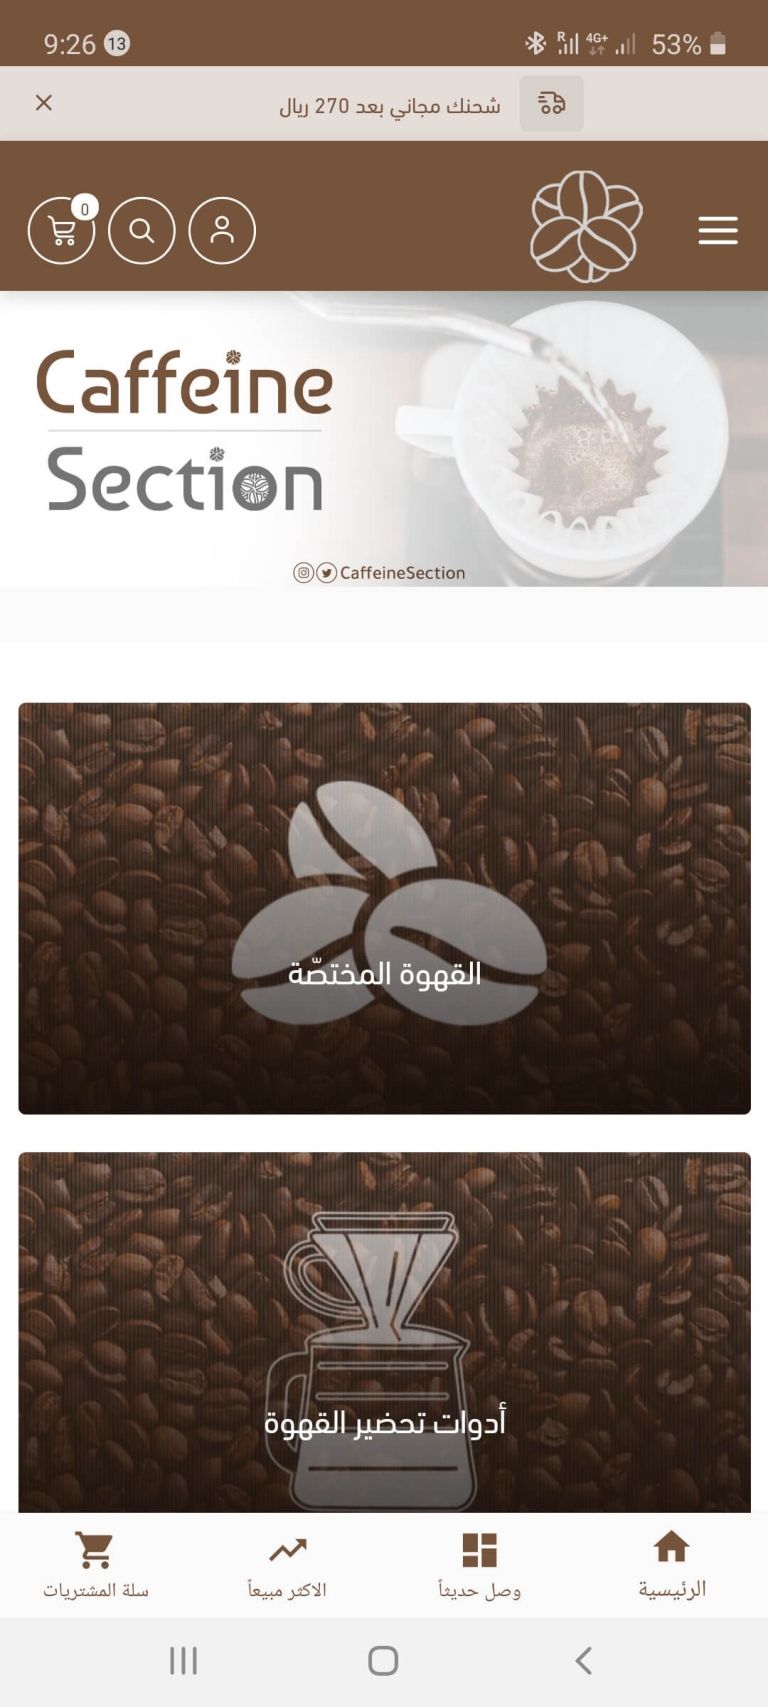 9:26 13
R 4G+ 53%
شحنك مجاني بعد 270 ريال
0
Caffeine
Section
CaffeineSection
القهوة المختصّة
أدوات تحضير القهوة
الرئيسية وصل حديثاً الاكثر مبيعاً سلة المشتريات